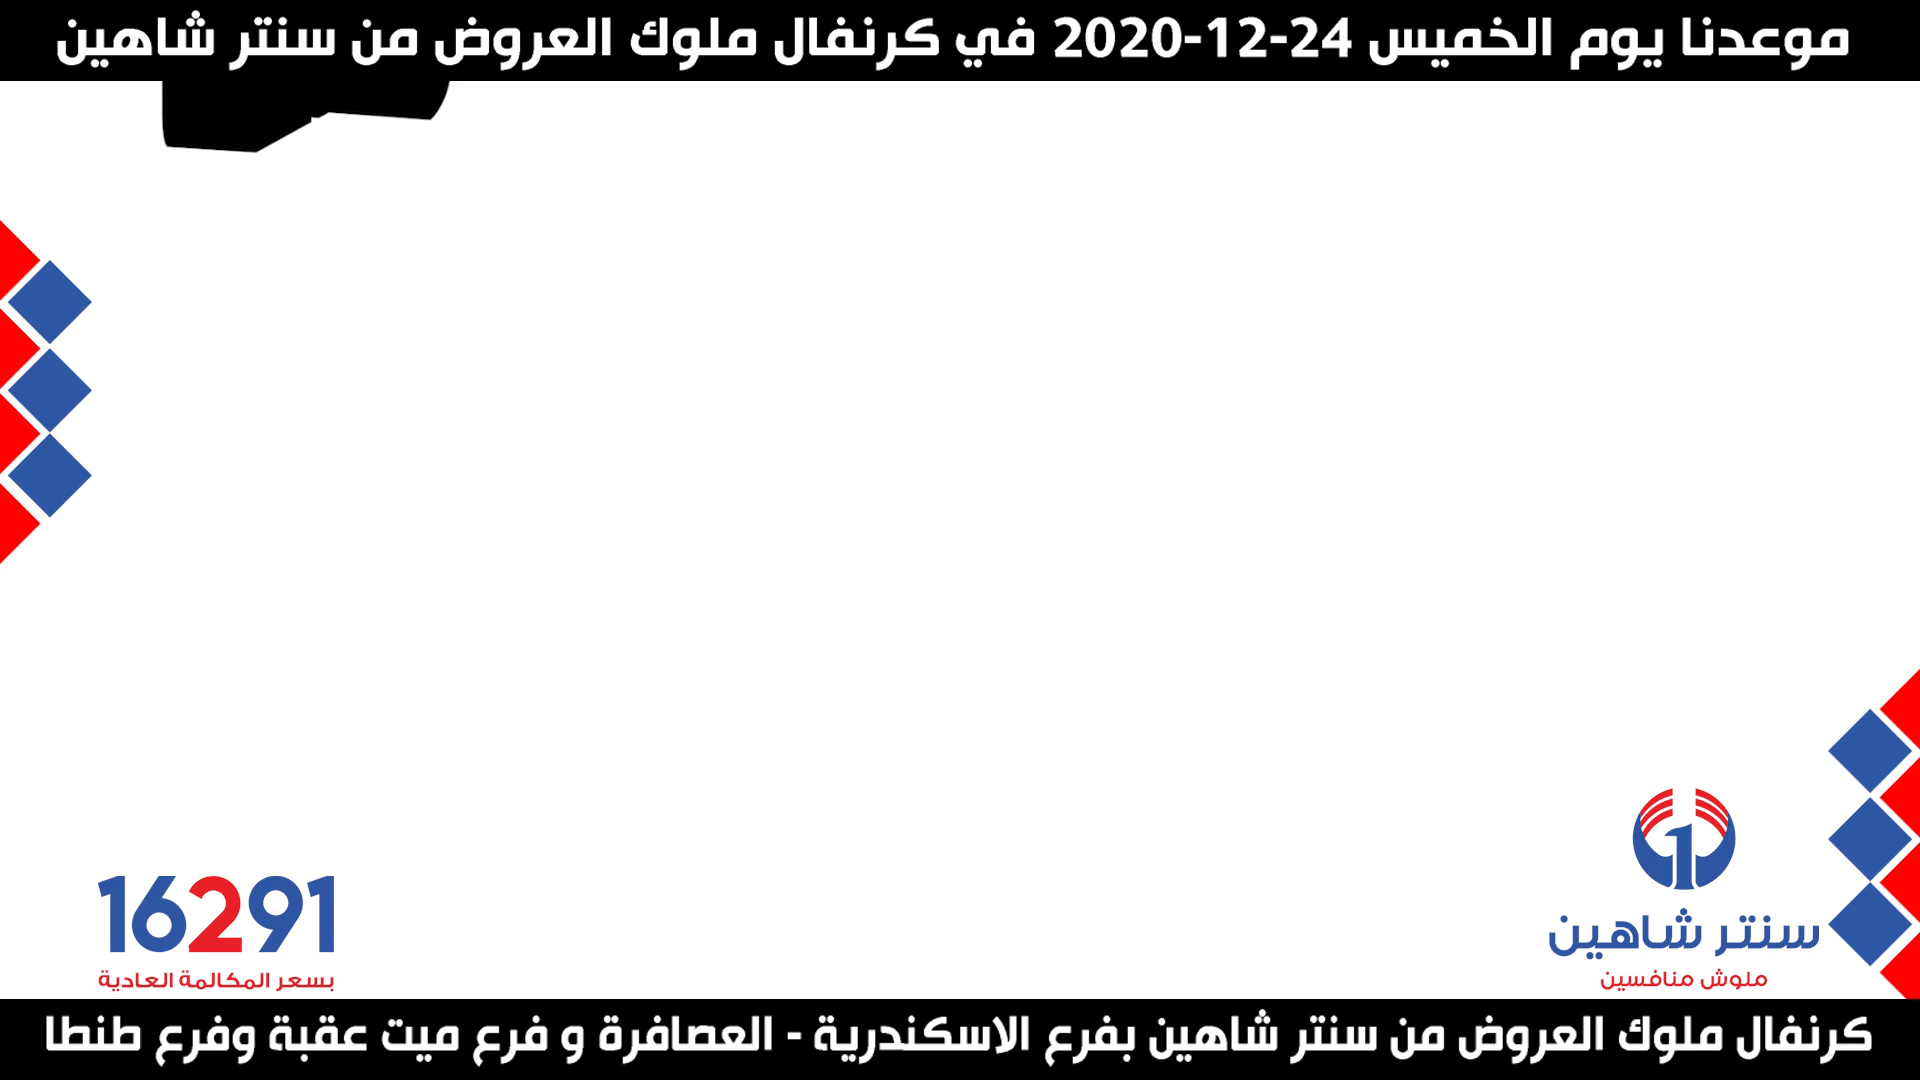 موعدنا يوم الخميس 24-12-2020 في كرنفال ملوك العروض من سنتر شاهين
16291
بسعر المكالمة العادية
1
سنتر شاهين
ملوش منافسين
كرنفال ملوك العروض من سنتر شاهين بفرع الاسكندرية - العصافرة و فرع ميت عقبة وفرع طنطا